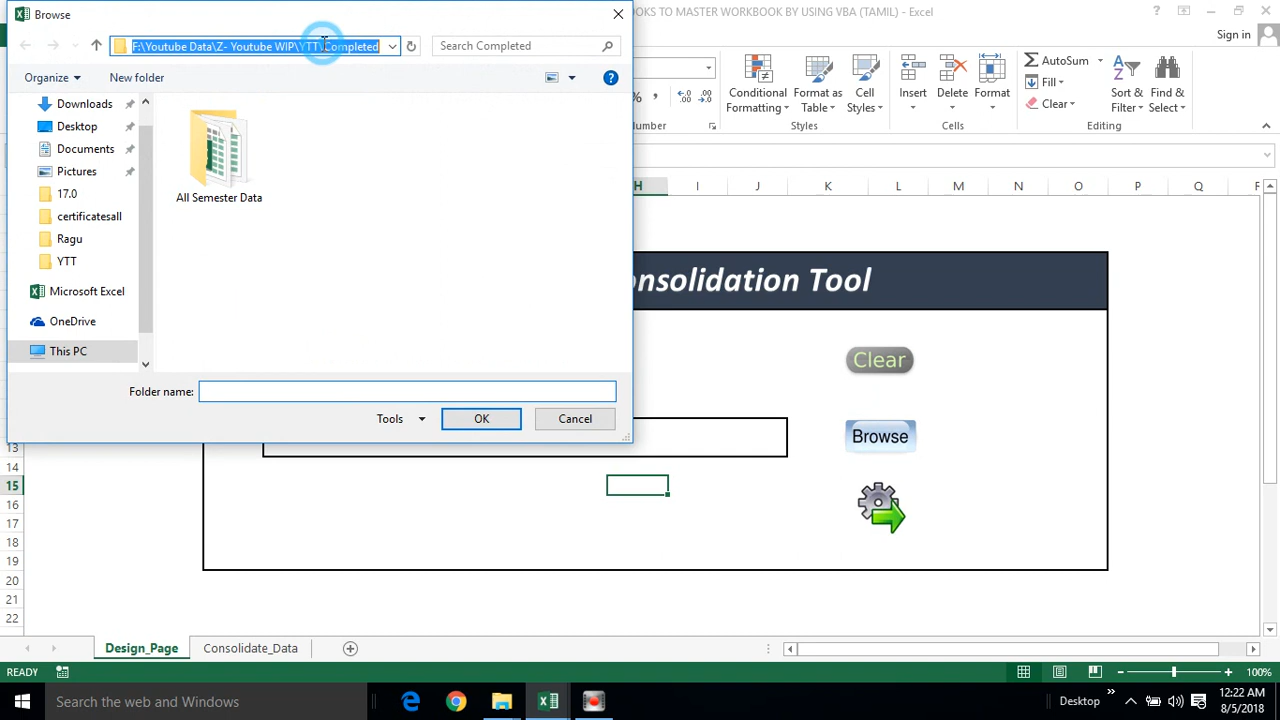 Browse
OOKS TO MASTER WORKBOOK BY USING VBA (TAMIL) - Excel
Sign in
F:\Youtube Data\Z- Youtube WIP\YTT\Completed
Search Completed
Organize
New folder
Downloads
Desktop
Documents
Pictures
17.0
certificatesall
Ragu
YTT
Microsoft Excel
OneDrive
This PC
All Semester Data
Folder name:
Tools
OK
Cancel
%
Number
Conditional Formatting
Format as Table
Cell Styles
Styles
Insert
Delete
Format
Cells
AutoSum
Fill
Clear
Sort & Filter
Find & Select
Editing
H I J K L M N O P Q
onsolidation Tool
Clear
Browse
13
14
15
16
17
18
19
20
21
22
Design_Page
Consolidate_Data
READY
100%
Search the web and Windows
Desktop
12:22 AM
8/5/2018